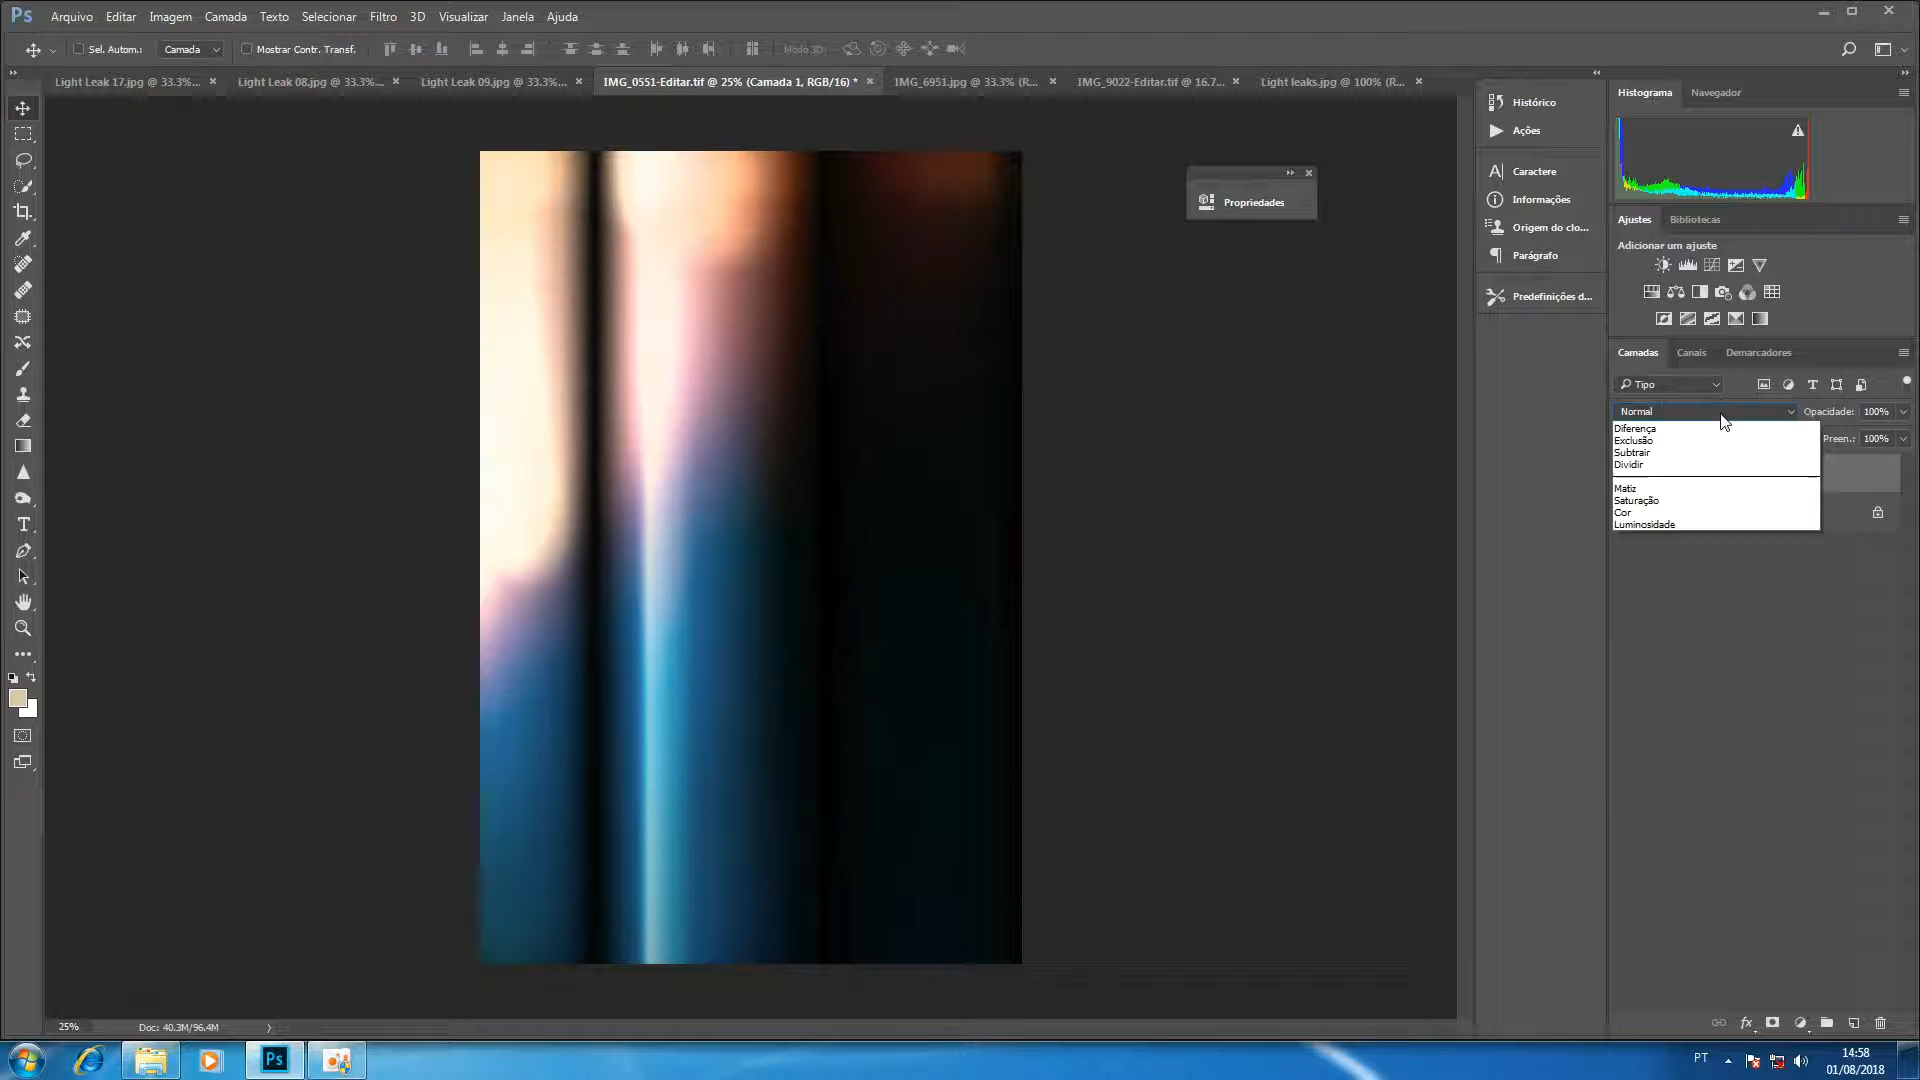 Ps Arquivo Editar Imagem Camada Texto Selecionar Filtro 3D Visualizar Janela Ajuda
Sel. Autom.: Camada Mostrar Contr. Transf. Modo 3D:
Light Leak 17.jpg @ 33.3%... Light Leak 08.jpg @ 33.3%... Light Leak 09.jpg @ 33.3%... IMG_0551-Editar.tif @ 25% (Camada 1, RGB/16) * IMG_6951.jpg @ 33.3% (R... IMG_9022-Editar.tif @ 16.7... Light leaks.jpg @ 100% (R...
Histórico
Ações
Caractere
Informações
Origem do clo...
Parágrafo
Predefinições d...
Propriedades
Histograma Navegador
Ajustes Bibliotecas
Adicionar um ajuste
Camadas Canais Demarcadores
Tipo
Normal Opacidade: 100%
Preen.: 100%
Diferença
Exclusão
Subtrair
Dividir
Matiz
Saturação
Cor
Luminosidade
25% Doc: 40.3M/96.4M
fx
Ps
PT
14:58
01/08/2018